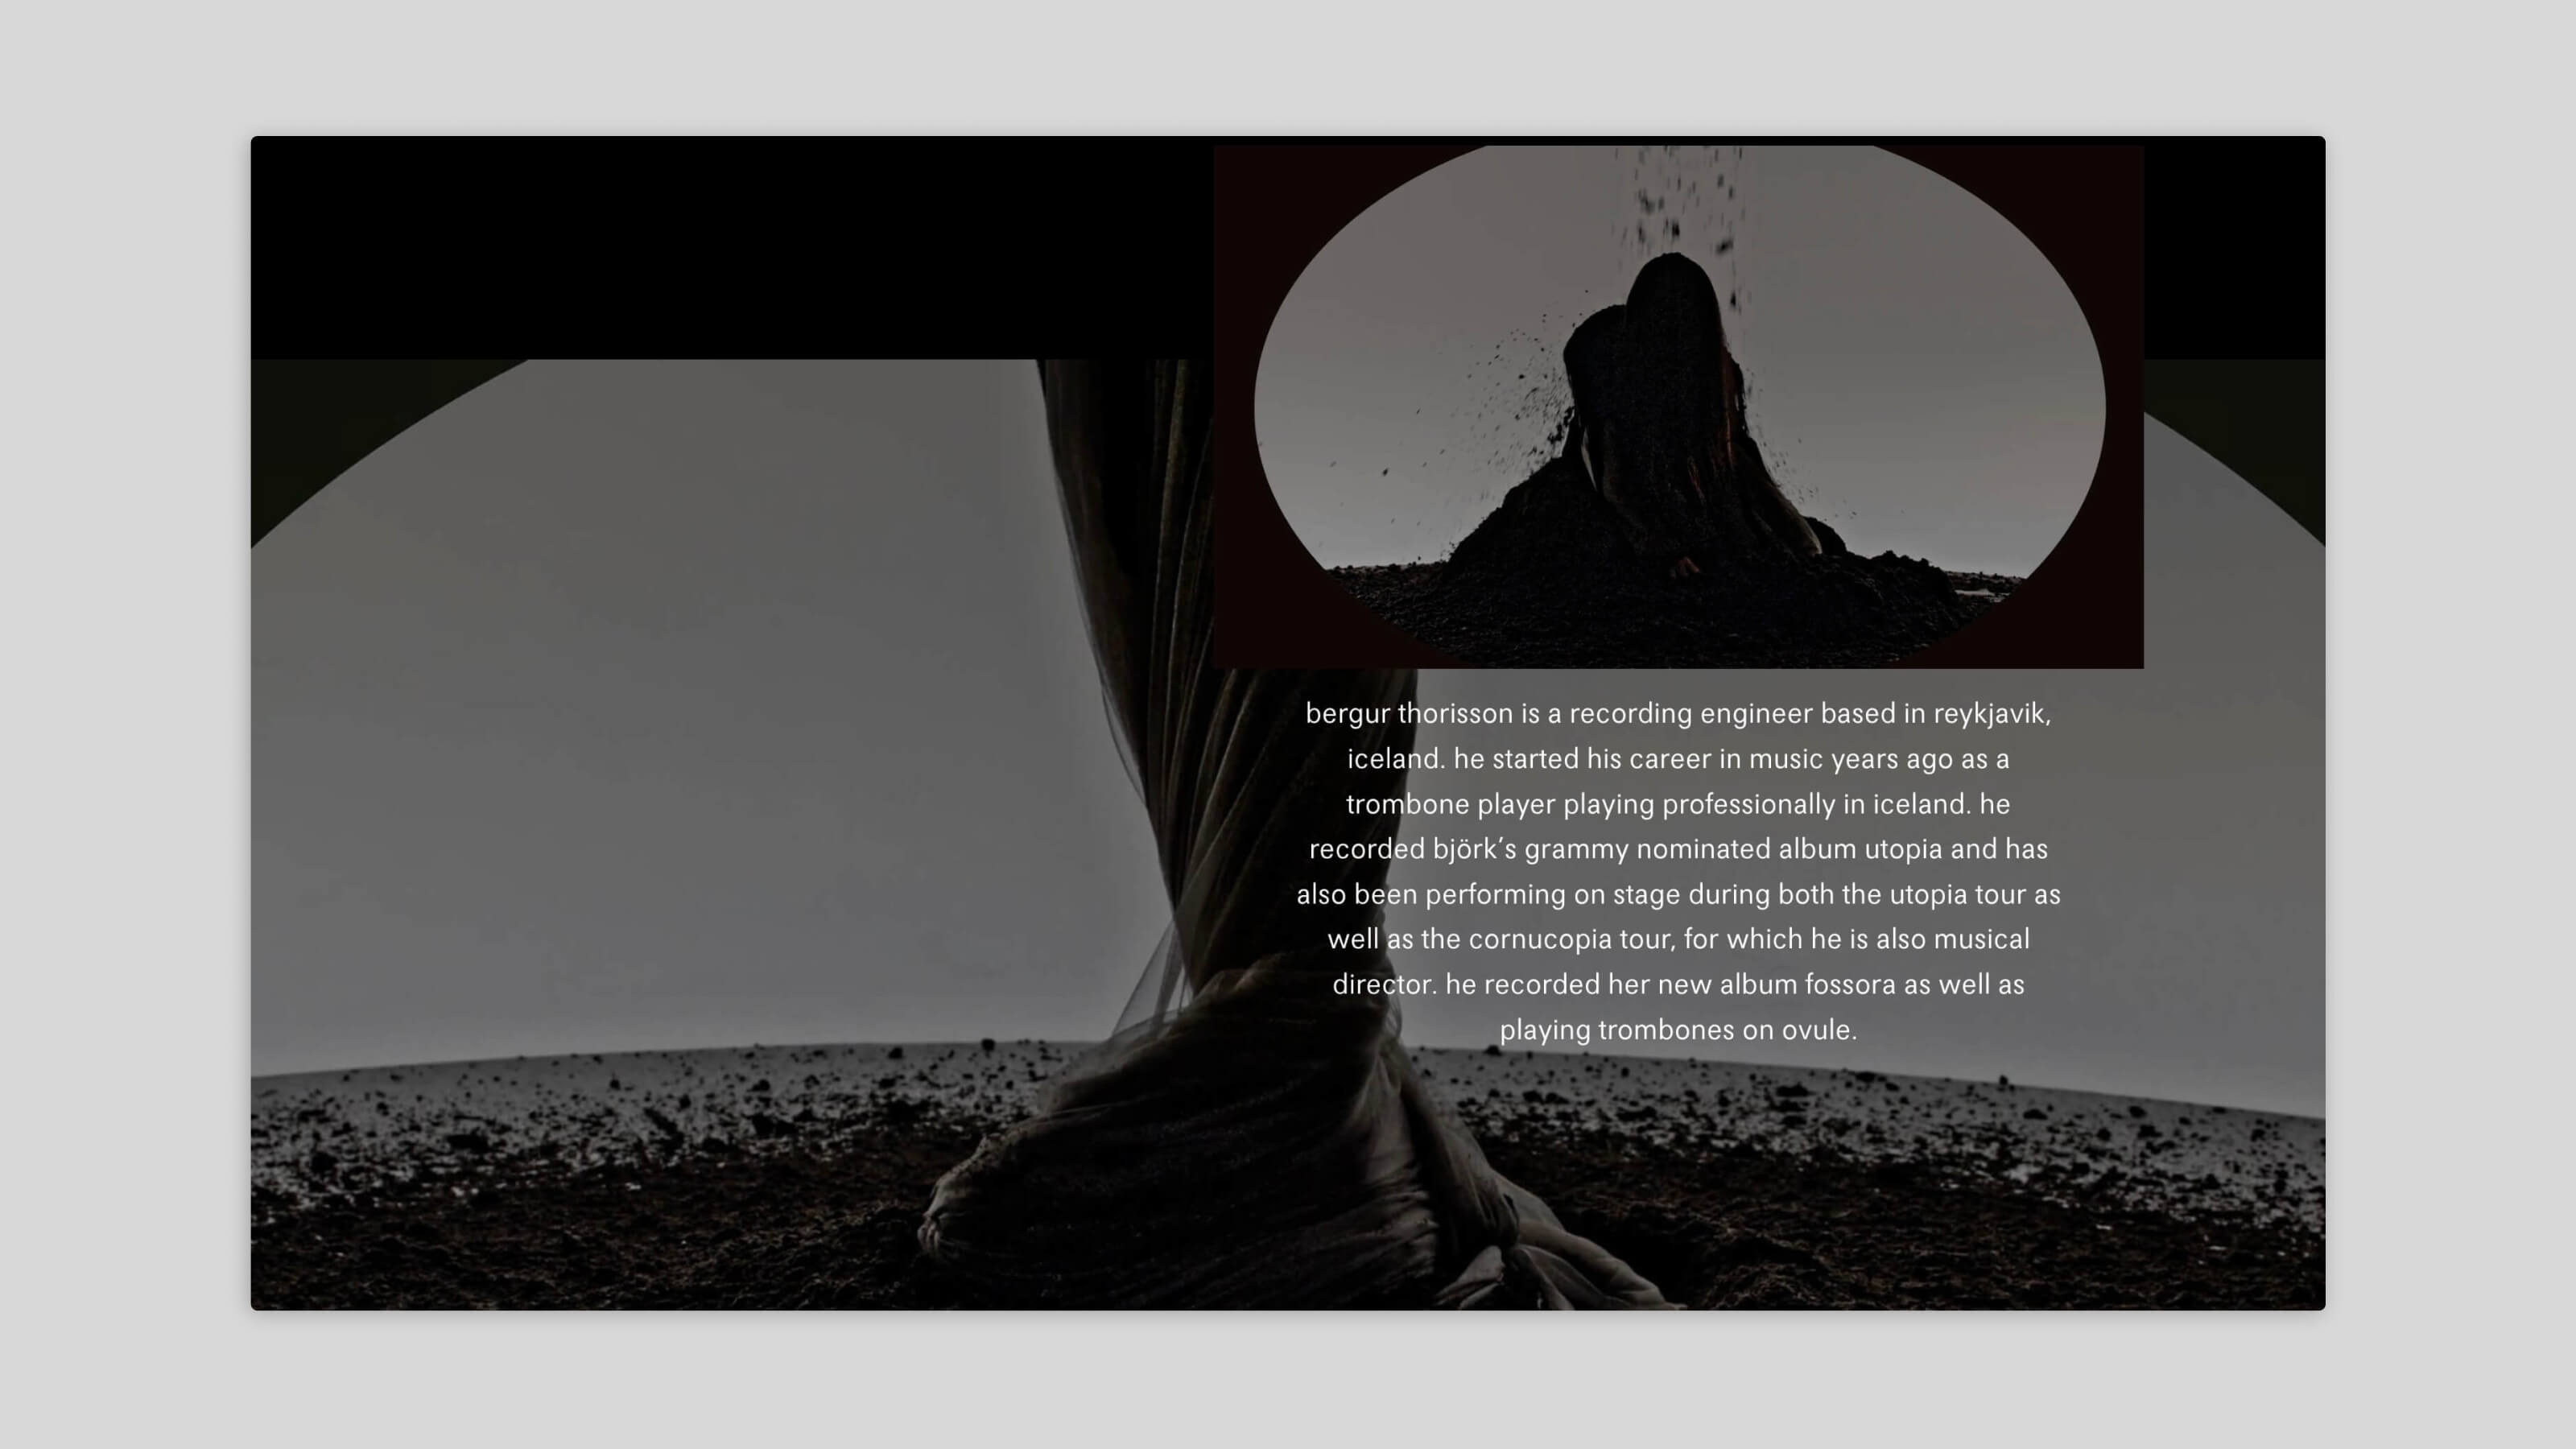 bergur thorisson is a recording engineer based in reykjavik,
iceland. he started his career in music years ago as a
trombone player playing professionally in iceland. he
recorded björk’s grammy nominated album utopia and has
also been performing on stage during both the utopia tour as
well as the cornucopia tour, for which he is also musical
director. he recorded her new album fossora as well as
playing trombones on ovule.